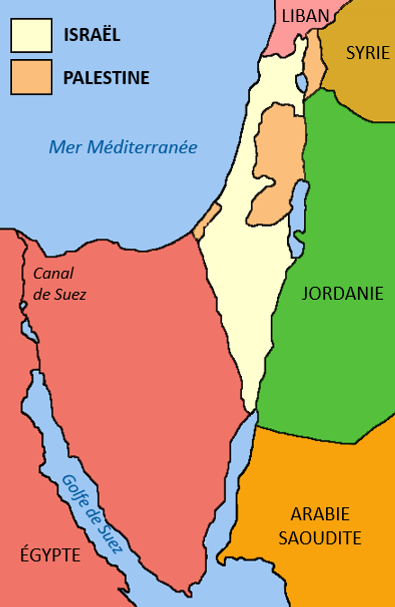 LIBAN
ISRAËL
SYRIE
PALESTINE
Mer Méditerranée
Canal
de Suez
JORDANIE
Golfe de Suez
ARABIE
SAOUDITE
ÉGYPTE